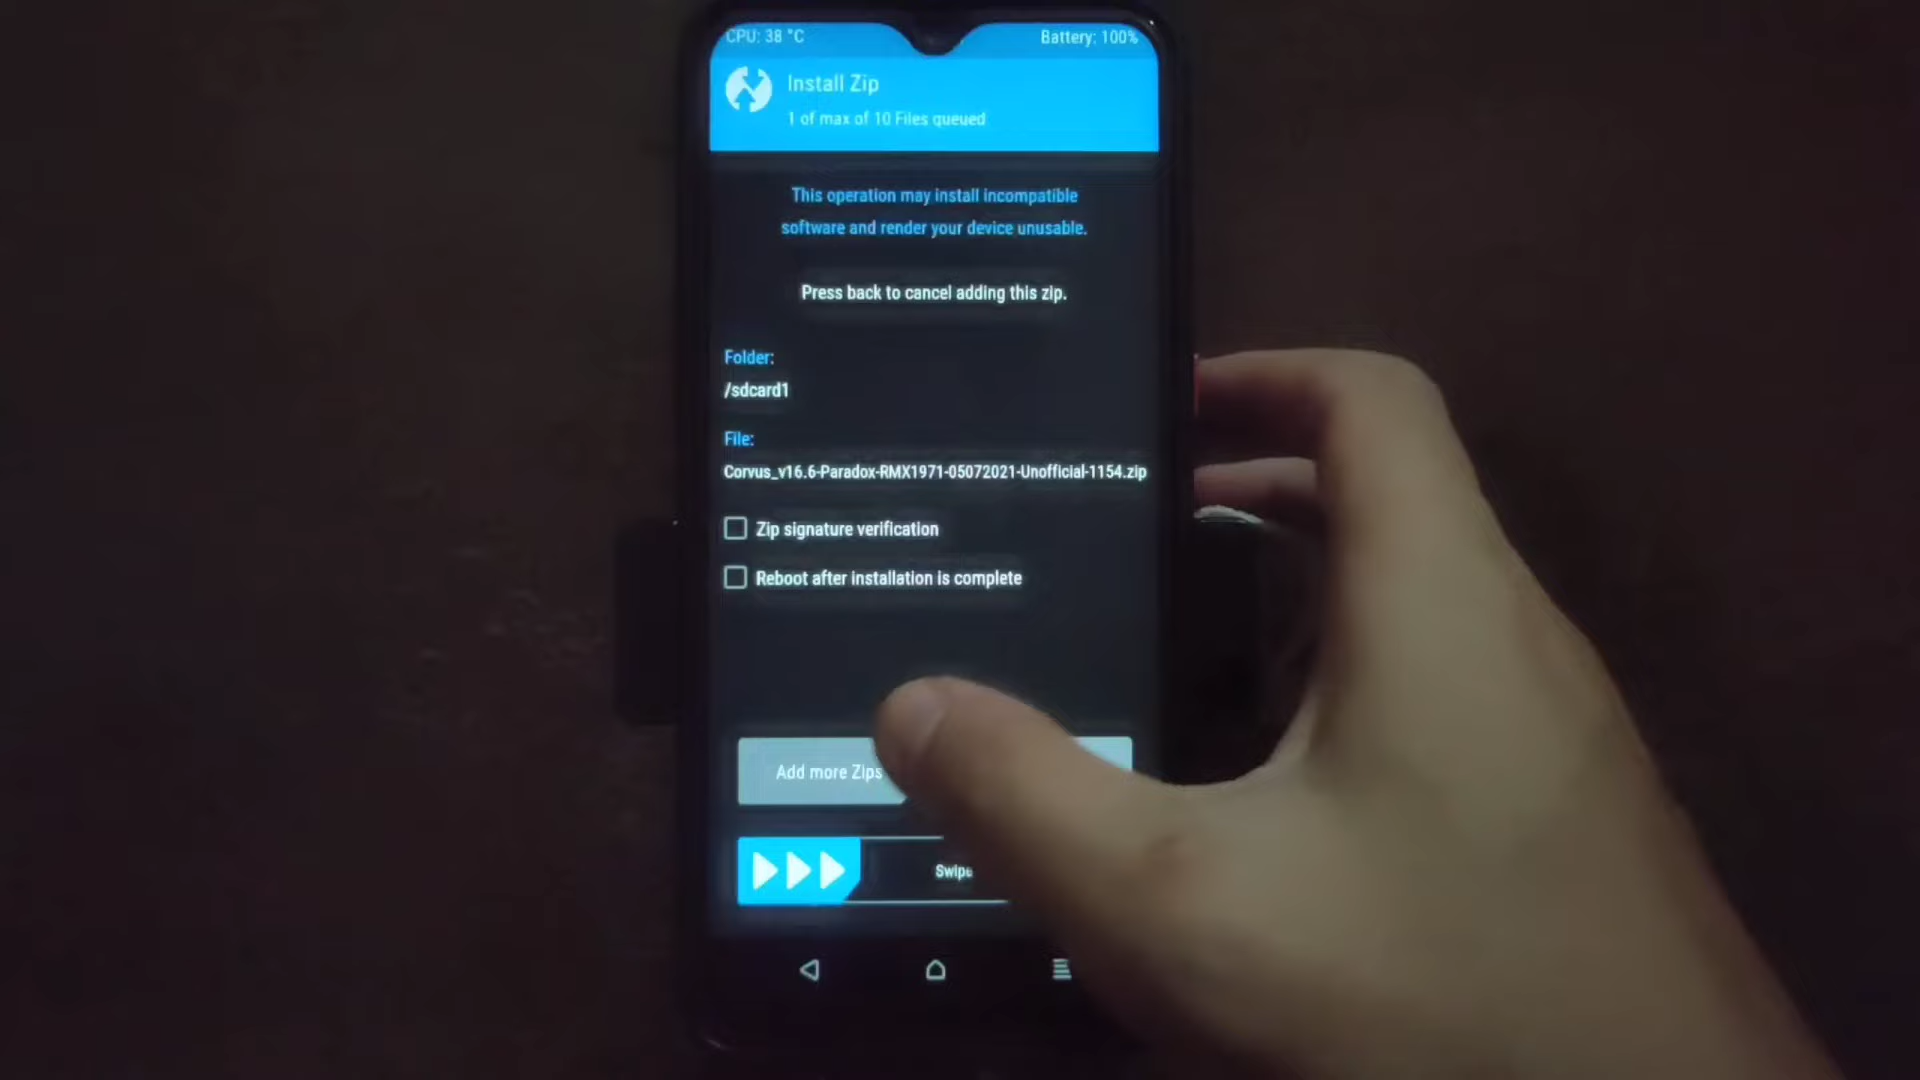 CPU: 38 °C
Battery: 100%
Install Zip
1 of max of 10 Files queued
This operation may install incompatible
software and render your device unusable.
Press back to cancel adding this zip.
Folder:
/sdcard1
File:
Corvus_v16.6-Paradox-RMX1971-05072021-Unofficial-1154.zip
Zip signature verification
Reboot after installation is complete
Add more Zips
Swipe